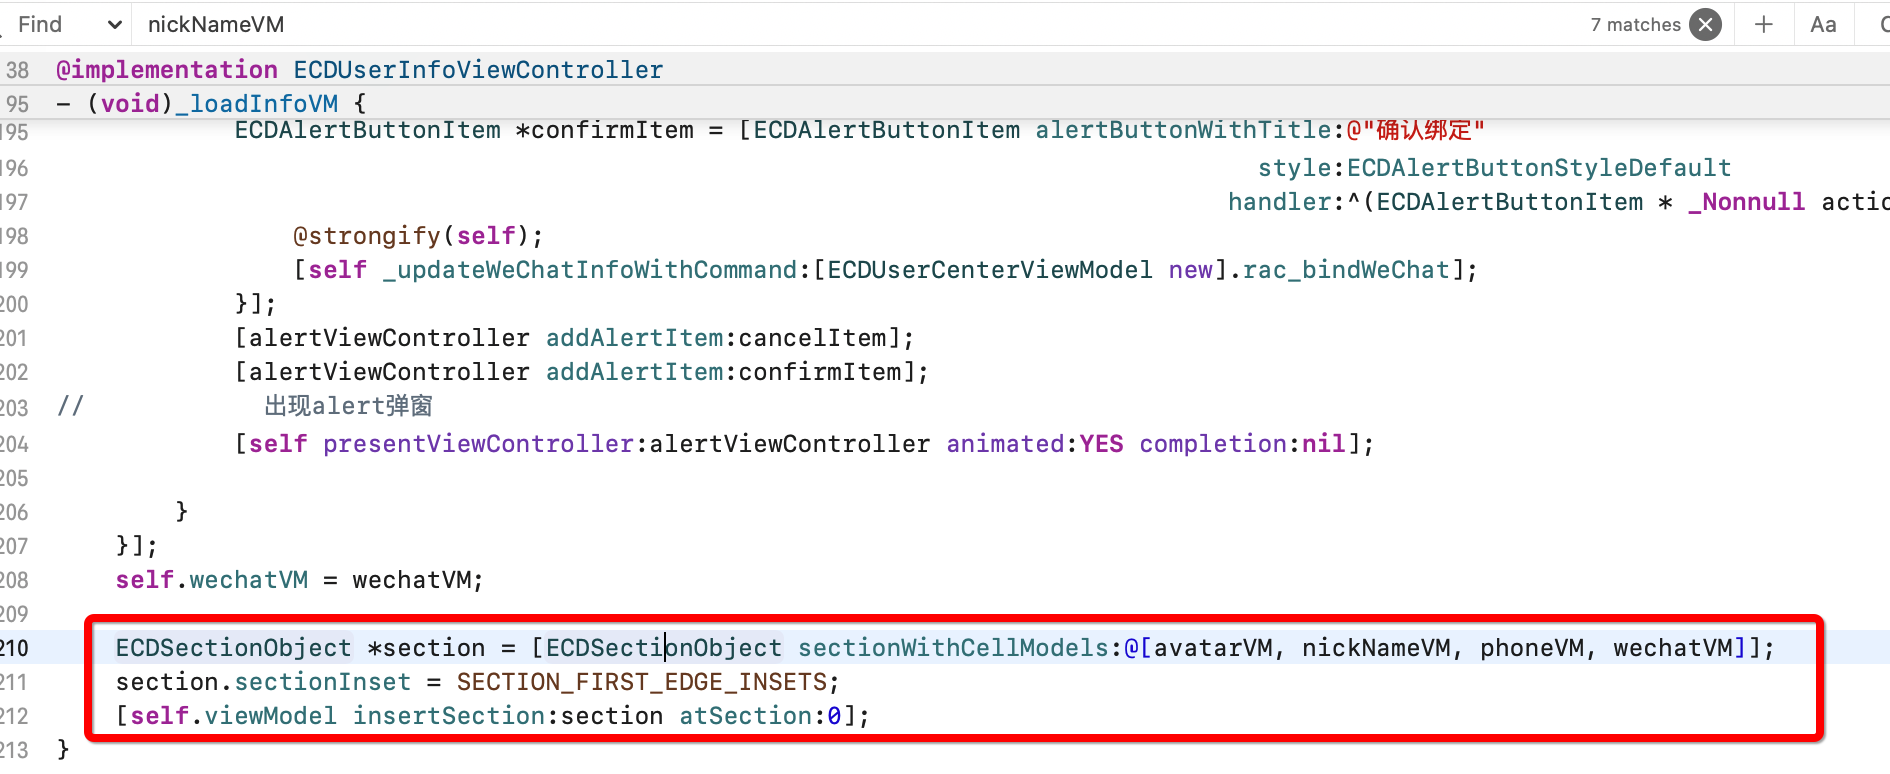 Find nickNameVM 7 matches + Aa
38 @implementation ECDUserInfoViewController
95 - (void)_loadInfoVM {
195 ECDAlertButtonItem *confirmItem = [ECDAlertButtonItem alertButtonWithTitle:@"确认绑定"
196 style:ECDAlertButtonStyleDefault
197 handler:^(ECDAlertButtonItem * _Nonnull actio
198 @strongify(self);
199 [self _updateWeChatInfoWithCommand:[ECDUserCenterViewModel new].rac_bindWeChat];
200 }];
201 [alertViewController addAlertItem:cancelItem];
202 [alertViewController addAlertItem:confirmItem];
203 // 出现alert弹窗
204 [self presentViewController:alertViewController animated:YES completion:nil];
205
206 }
207 }];
208 self.wechatVM = wechatVM;
209
210 ECDSectionObject *section = [ECDSectionObject sectionWithCellModels:@[avatarVM, nickNameVM, phoneVM, wechatVM]];
211 section.sectionInset = SECTION_FIRST_EDGE_INSETS;
212 [self.viewModel insertSection:section atSection:0];
213 }